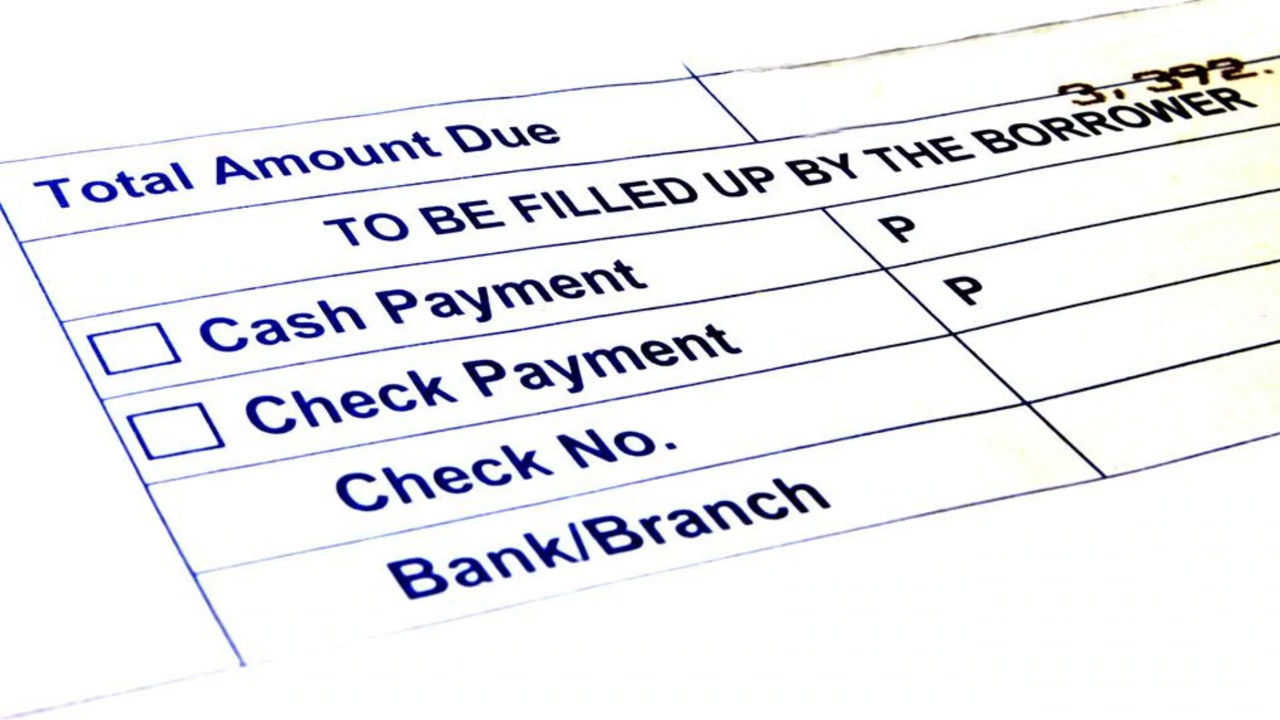 Total Amount Due 3,392.
TO BE FILLED UP BY THE BORROWER
Cash Payment P
Check Payment P
Check No.
Bank/Branch